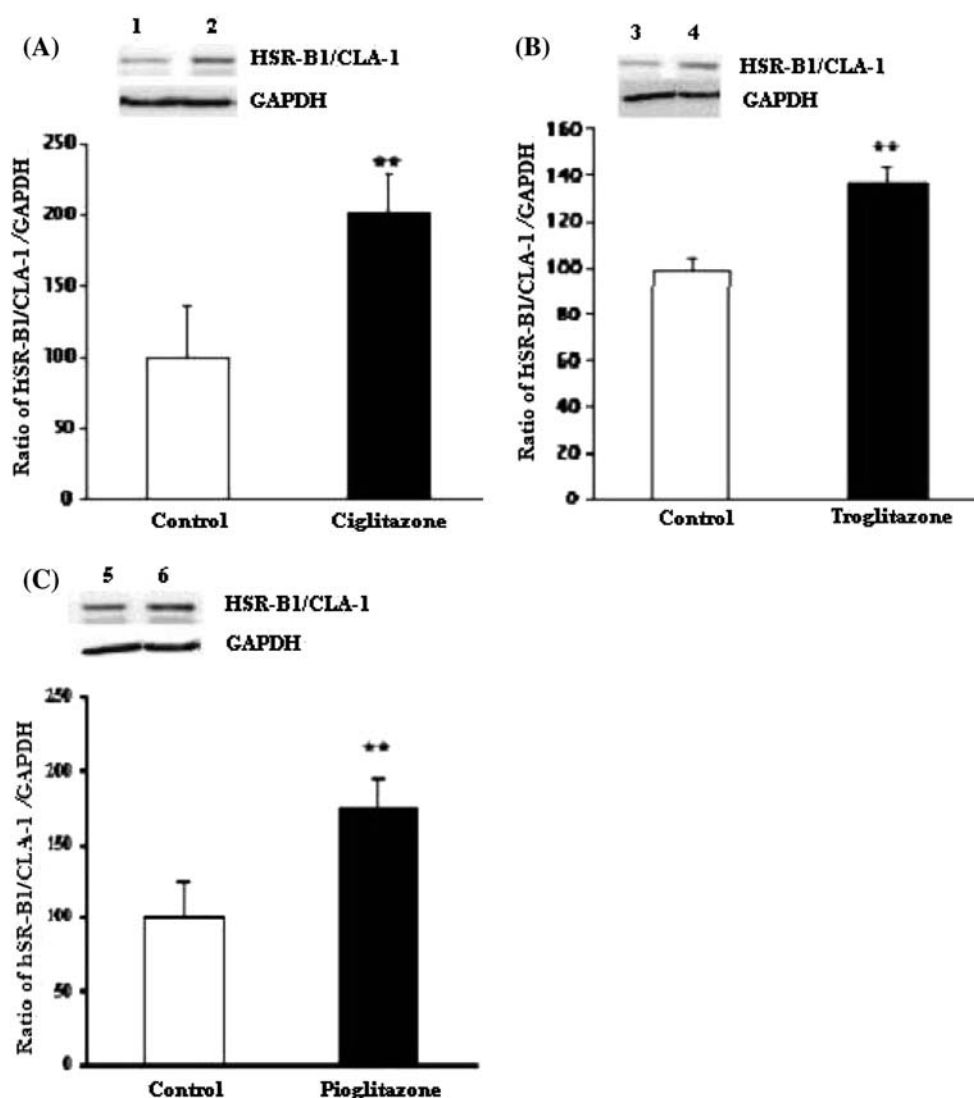 (A)
1 2
HSR-B1/CLA-1
GAPDH
Ratio of hSR-B1/CLA-1 /GAPDH
250
200
150
100
50
0
**
Control Ciglitazone
(B)
3 4
HSR-B1/CLA-1
GAPDH
Ratio of hSR-B1/CLA-1 /GAPDH
160
140
120
100
80
60
40
20
0
**
Control Troglitazone
(C)
5 6
HSR-B1/CLA-1
GAPDH
Ratio of hSR-B1/CLA-1 /GAPDH
250
200
150
100
50
0
**
Control Pioglitazone